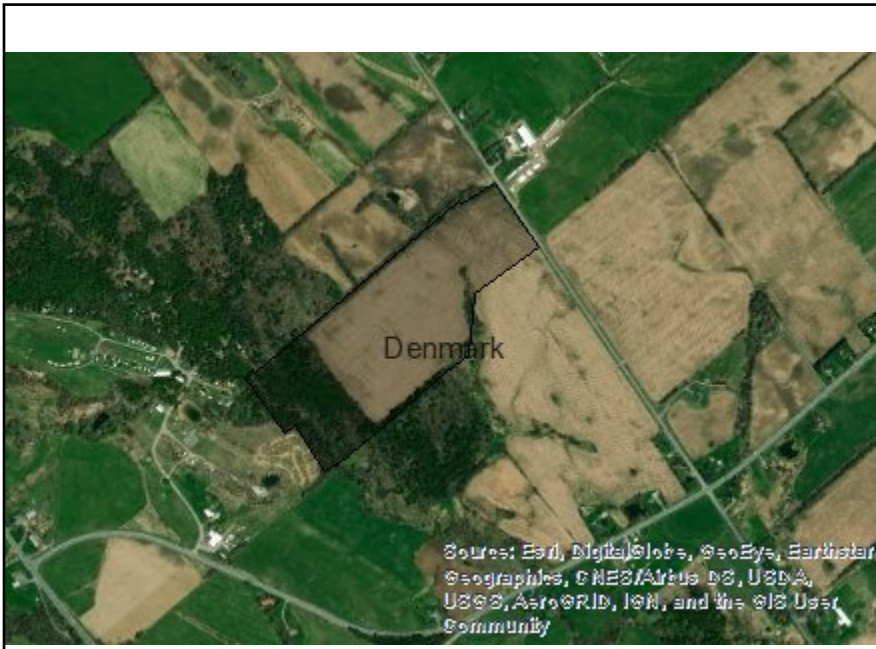 Denmark
Source: Esri, DigitalGlobe, GeoEye, Earthstar
Geographics, CNES/Airbus DS, USDA,
USGS, AeroGRID, IGN, and the GIS User
Community